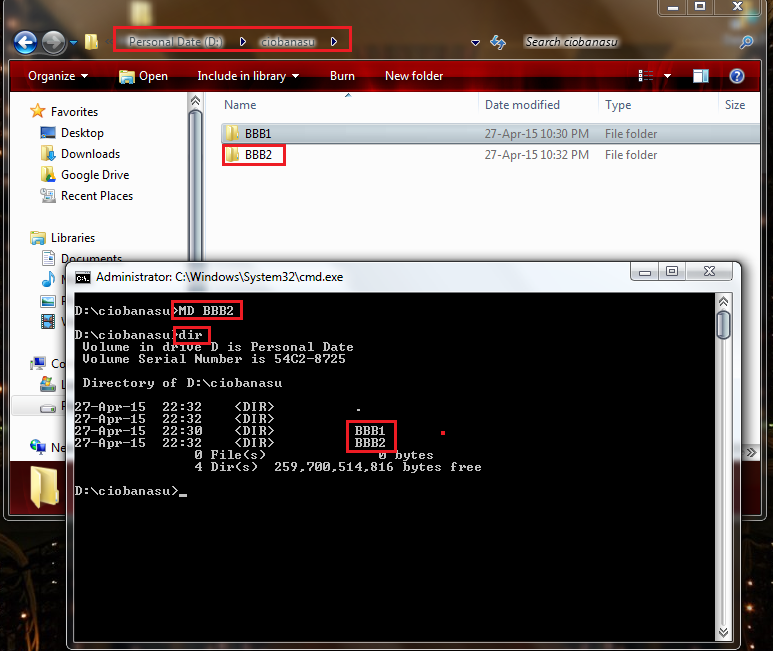 Personal Date (D:) ciobanasu
Search ciobanasu
Organize Open Include in library Burn New folder
Name Date modified Type Size
Favorites
Desktop
Downloads
Google Drive
Recent Places
Libraries
Documents
BBB1 27-Apr-15 10:30 PM File folder
BBB2 27-Apr-15 10:32 PM File folder
C:\ Administrator: C:\Windows\System32\cmd.exe
D:\ciobanasu>MD BBB2
D:\ciobanasu>dir
Volume in drive D is Personal Date
Volume Serial Number is 54C2-8725
Directory of D:\ciobanasu
27-Apr-15 22:32 <DIR> .
27-Apr-15 22:32 <DIR>
27-Apr-15 22:30 <DIR> BBB1
27-Apr-15 22:32 <DIR> BBB2
0 File(s) 0 bytes
4 Dir(s) 259,700,514,816 bytes free
D:\ciobanasu>_